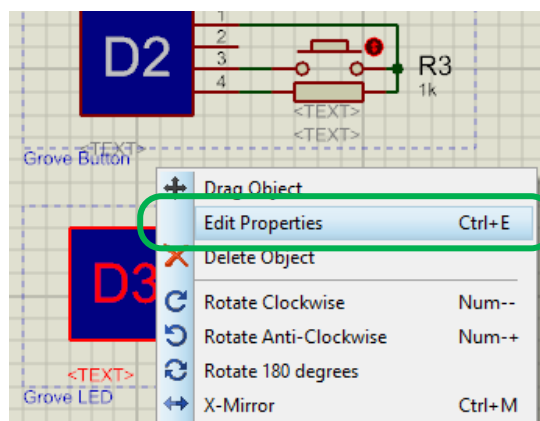 1
D2
2
3
4
R3
1k
<TEXT>
<TEXT>
<TEXT>
Grove Button
Drag Object
Edit Properties Ctrl+E
Delete Object
D3
Rotate Clockwise Num--
Rotate Anti-Clockwise Num-+
<TEXT>
Rotate 180 degrees
Grove LED
X-Mirror Ctrl+M